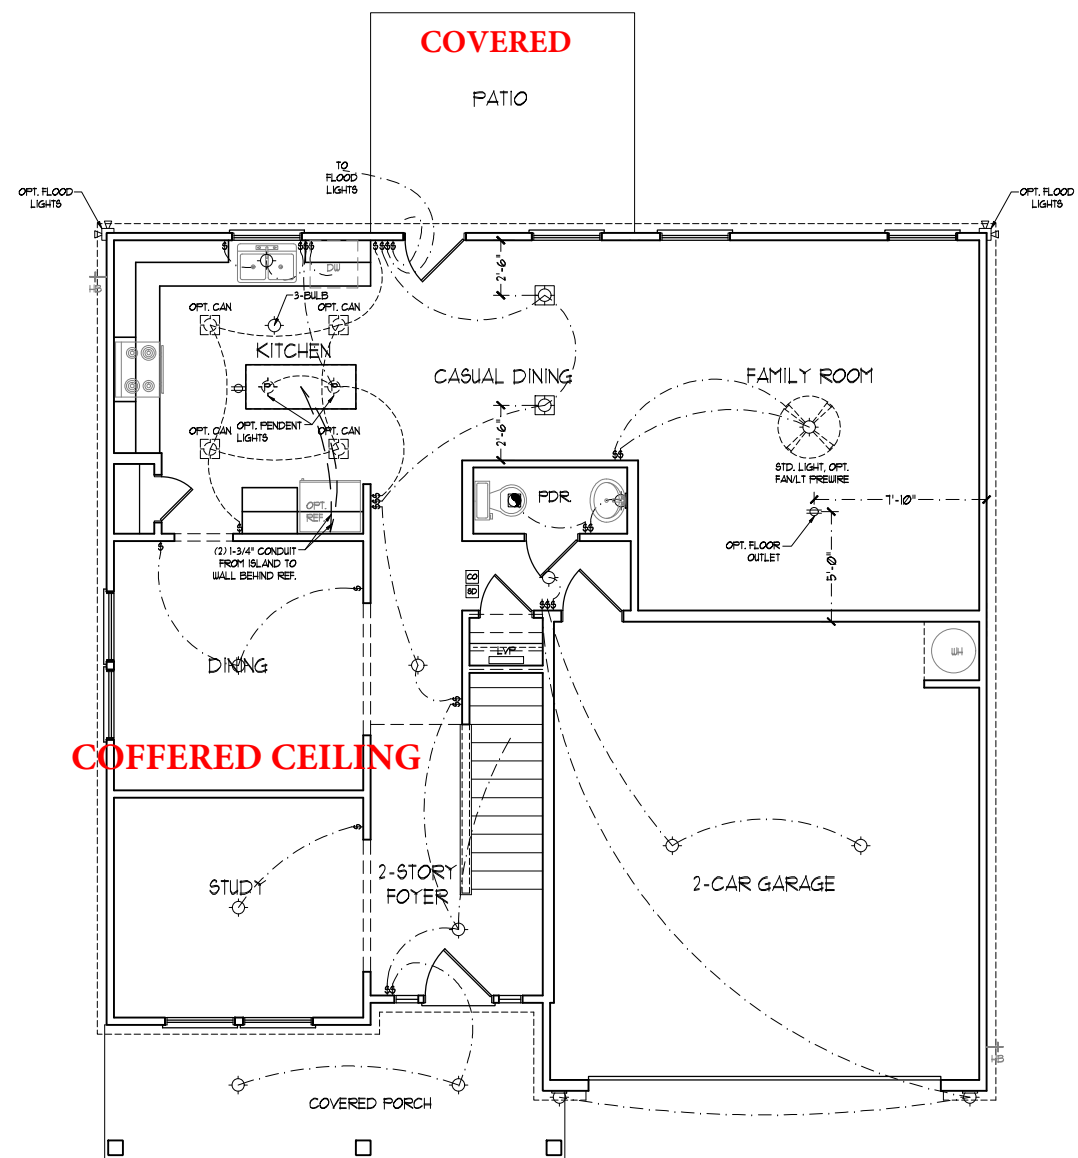 COVERED
PATIO
TO
FLOOD
LIGHTS
OPT. FLOOD
LIGHTS
OPT. FLOOD
LIGHTS
DW
2'-6"
HB
3-BULB
OPT. CAN
OPT. CAN
KITCHEN
CASUAL DINING
FAMILY ROOM
OPT. CAN
OPT. PENDENT
LIGHTS
OPT. CAN
2'-6"
STD. LIGHT, OPT.
FAN/LT PREWIRE
PDR.
7'-10"
OPT.
REF.
OPT. FLOOR
OUTLET
(2) 1-3/4" CONDUIT
FROM ISLAND TO
WALL BEHIND REF.
5'-0"
CO
SD
LVP
WH
DINING
COFFERED CEILING
2-STORY
FOYER
STUDY
2-CAR GARAGE
HB
COVERED PORCH